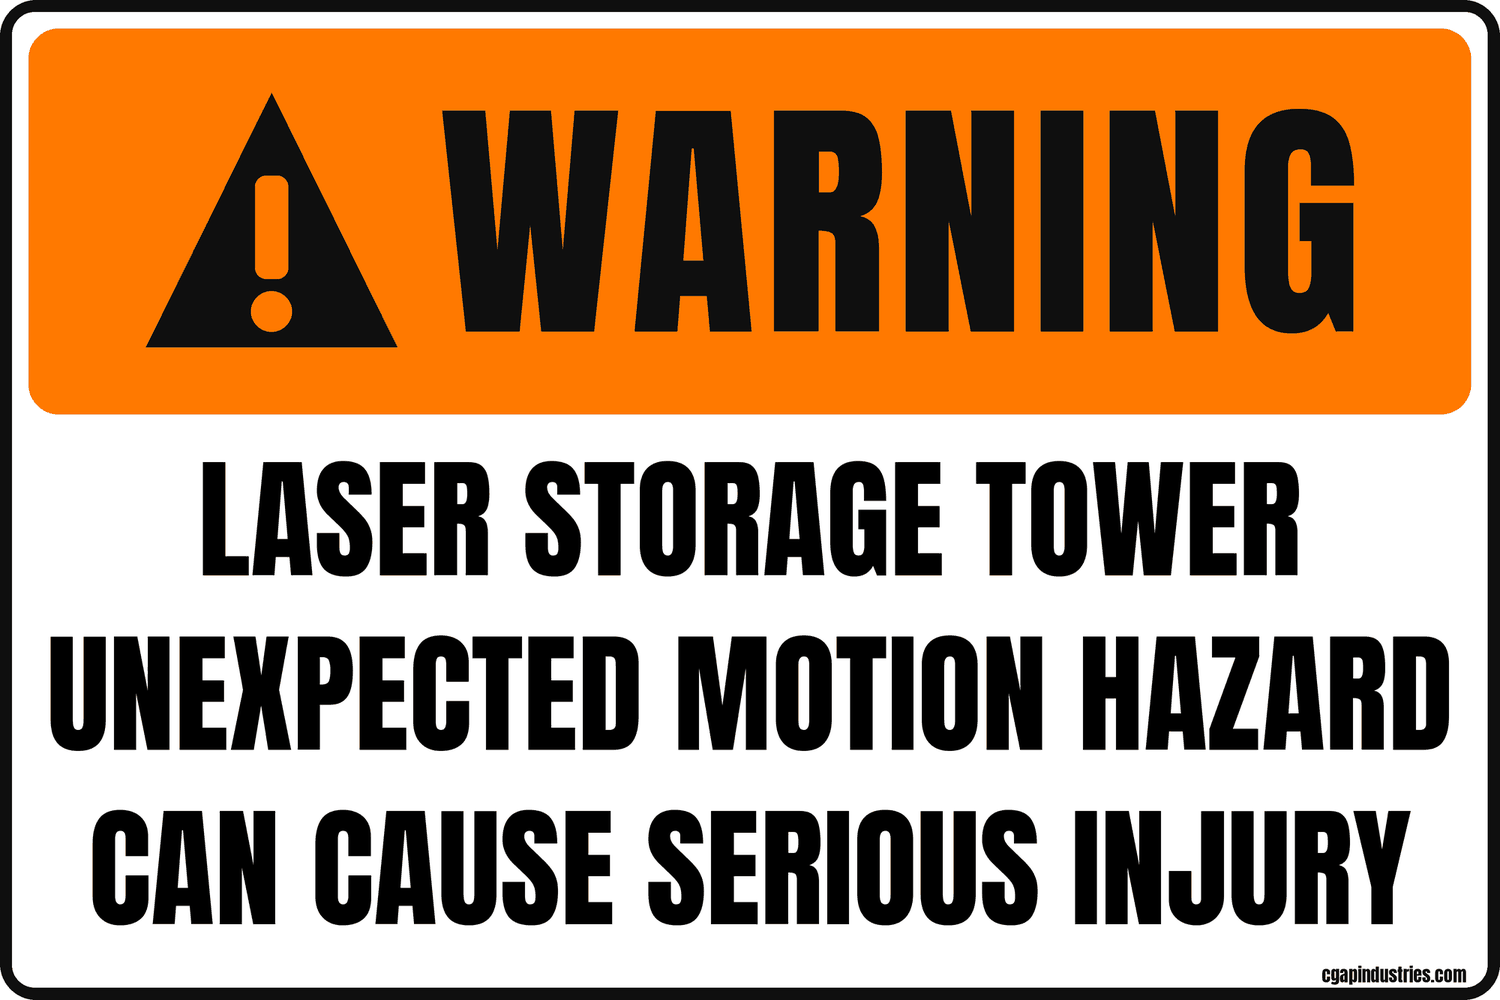 WARNING
LASER STORAGE TOWER
UNEXPECTED MOTION HAZARD
CAN CAUSE SERIOUS INJURY
cgapindustries.com